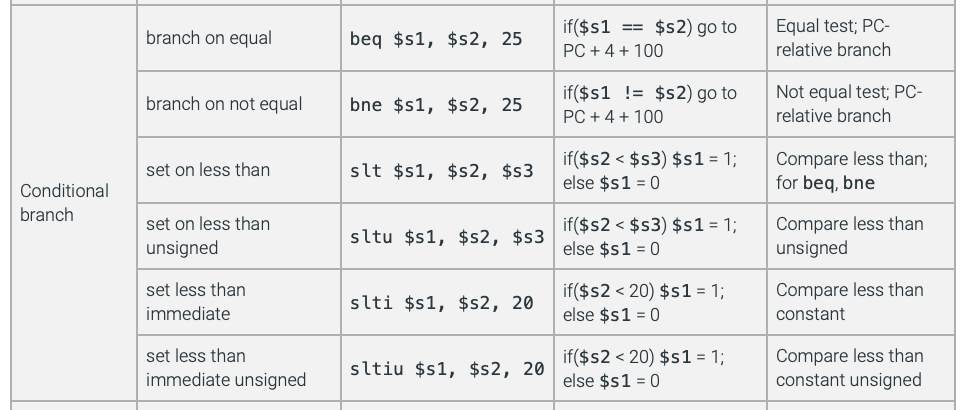 Conditional
branch
branch on equal
beq $s1, $s2, 25
if($s1 == $s2) go to
PC + 4 + 100
Equal test; PC-
relative branch
branch on not equal
bne $s1, $s2, 25
if($s1 != $s2) go to
PC + 4 + 100
Not equal test; PC-
relative branch
set on less than
slt $s1, $s2, $s3
if($s2 < $s3) $s1 = 1;
else $s1 = 0
Compare less than;
for beq, bne
set on less than
unsigned
sltu $s1, $s2, $s3
if($s2 < $s3) $s1 = 1;
else $s1 = 0
Compare less than
unsigned
set less than
immediate
slti $s1, $s2, 20
if($s2 < 20) $s1 = 1;
else $s1 = 0
Compare less than
constant
set less than
immediate unsigned
sltiu $s1, $s2, 20
if($s2 < 20) $s1 = 1;
else $s1 = 0
Compare less than
constant unsigned